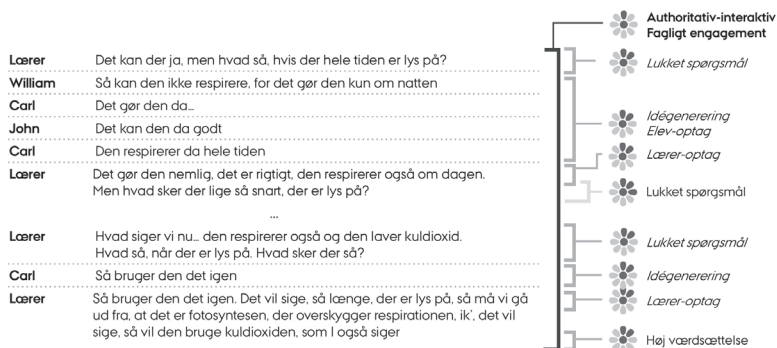 Authoritativ-interaktiv
Fagligt engagement
Lærer Det kan der ja, men hvad så, hvis der hele tiden er lys på?
Lukket spørgsmål
William Så kan den ikke respirere, for det gør den kun om natten
Carl Det gør den da…
John Det kan den da godt
Idégenerering
Elev-optag
Carl Den respirerer da hele tiden
Lærer-optag
Lærer Det gør den nemlig, det er rigtigt, den respirerer også om dagen.
Men hvad sker der lige så snart, der er lys på?
Lukket spørgsmål
…
Lærer Hvad siger vi nu… den respirerer også og den laver kuldioxid.
Hvad så, når der er lys på. Hvad sker der så?
Lukket spørgsmål
Carl Så bruger den det igen
Idégenerering
Lærer Så bruger den det igen. Det vil sige, så længe, der er lys på, så må vi gå
ud fra, at det er fotosyntesen, der overskygger respirationen, ik', det vil
sige, så vil den bruge kuldioxiden, som I også siger
Lærer-optag
Høj værdsættelse